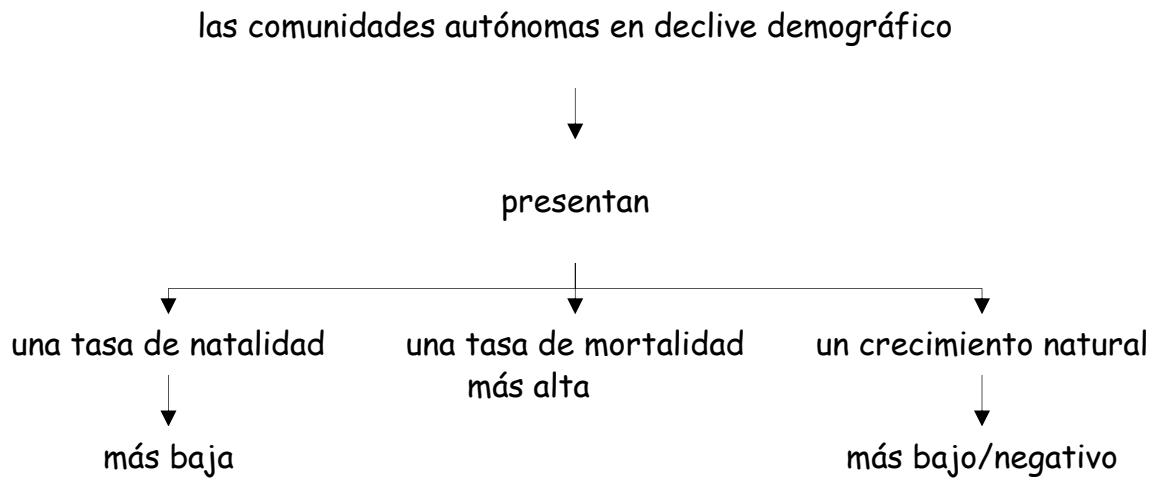 las comunidades autónomas en declive demográfico
presentan
una tasa de natalidad
más baja
una tasa de mortalidad
más alta
un crecimiento natural
más bajo/negativo